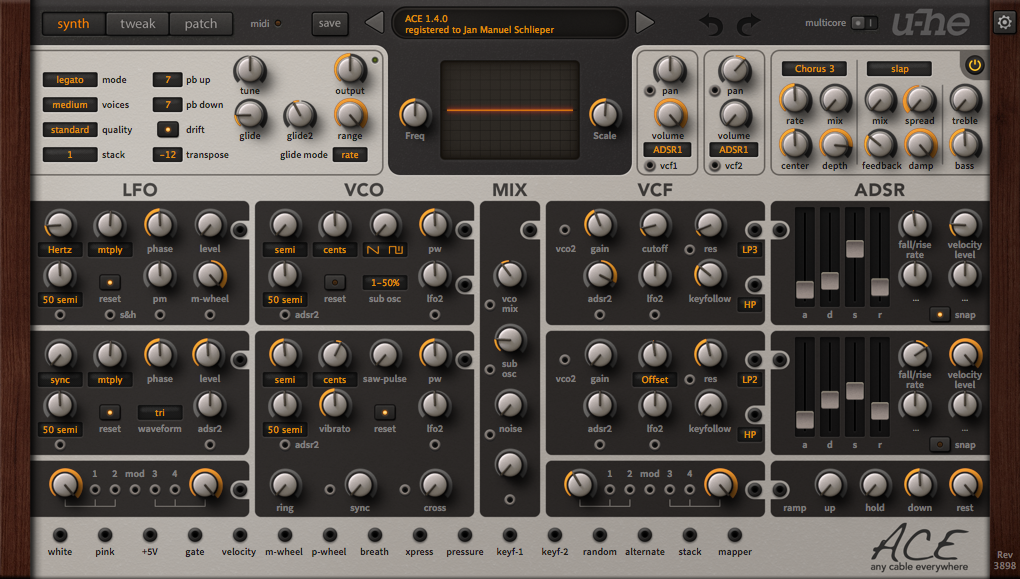 synth tweak patch midi save ACE 1.4.0 multicore u-he
registered to Jan Manuel Schlieper
legato mode 7 pb up tune output
medium voices 7 pb down
standard quality drift glide glide2 range
1 stack -12 transpose glide mode rate
Freq Scale
pan pan
volume volume
ADSR1 ADSR1
vcf1 vcf2
Chorus 3 slap
rate mix mix spread treble
center depth feedback damp bass
LFO VCO MIX VCF ADSR
Hertz mtply phase level
50 semi reset pm m-wheel
s&h
semi cents pw
1-50%
50 semi reset sub osc lfo2
adsr2
vco mix
sub osc
noise
vco2 gain cutoff res LP3
adsr2 lfo2 keyfollow HP
fall/rise rate velocity level
... ...
a d s r snap
sync mtply phase level
tri
50 semi reset waveform adsr2
semi cents saw-pulse pw
50 semi vibrato reset lfo2
adsr2
vco2 gain Offset res LP2
adsr2 lfo2 keyfollow HP
fall/rise rate velocity level
... ...
a d s r snap
1 2 mod 3 4
ring sync cross
1 2 mod 3 4
ramp up hold down rest
white pink +5V gate velocity m-wheel p-wheel breath xpress pressure keyf-1 keyf-2 random alternate stack mapper
ACE
any cable everywhere
Rev
3898